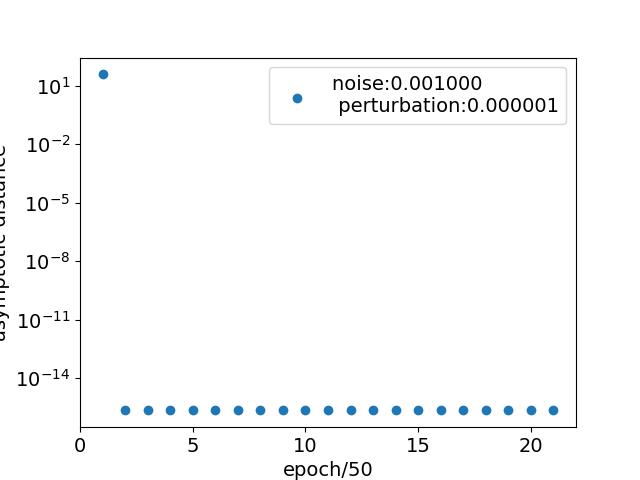 noise:0.001000
perturbation:0.000001
10¹
10⁻²
10⁻⁵
10⁻⁸
10⁻¹¹
10⁻¹⁴
asymptotic distance
0 5 10 15 20
epoch/50